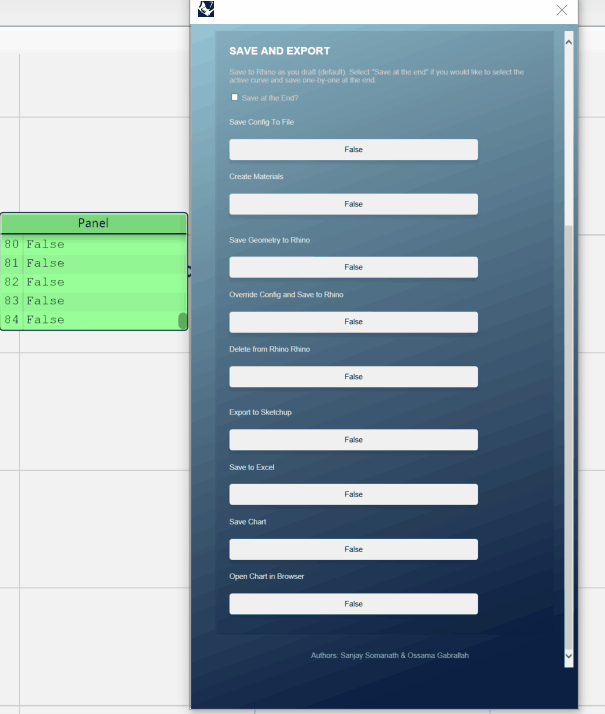 SAVE AND EXPORT
Save to Rhino as you draft (default). Select "Save at the end" if you would like to select the
active curve and save one-by-one at the end.
Save at the End?
Save Config To File
False
Create Materials
False
Save Geometry to Rhino
False
Override Config and Save to Rhino
False
Delete from Rhino Rhino
False
Export to Sketchup
False
Save to Excel
False
Save Chart
False
Open Chart in Browser
False
Authors: Sanjay Somanath & Ossama Gabrallah
Panel
80 False
81 False
82 False
83 False
84 False